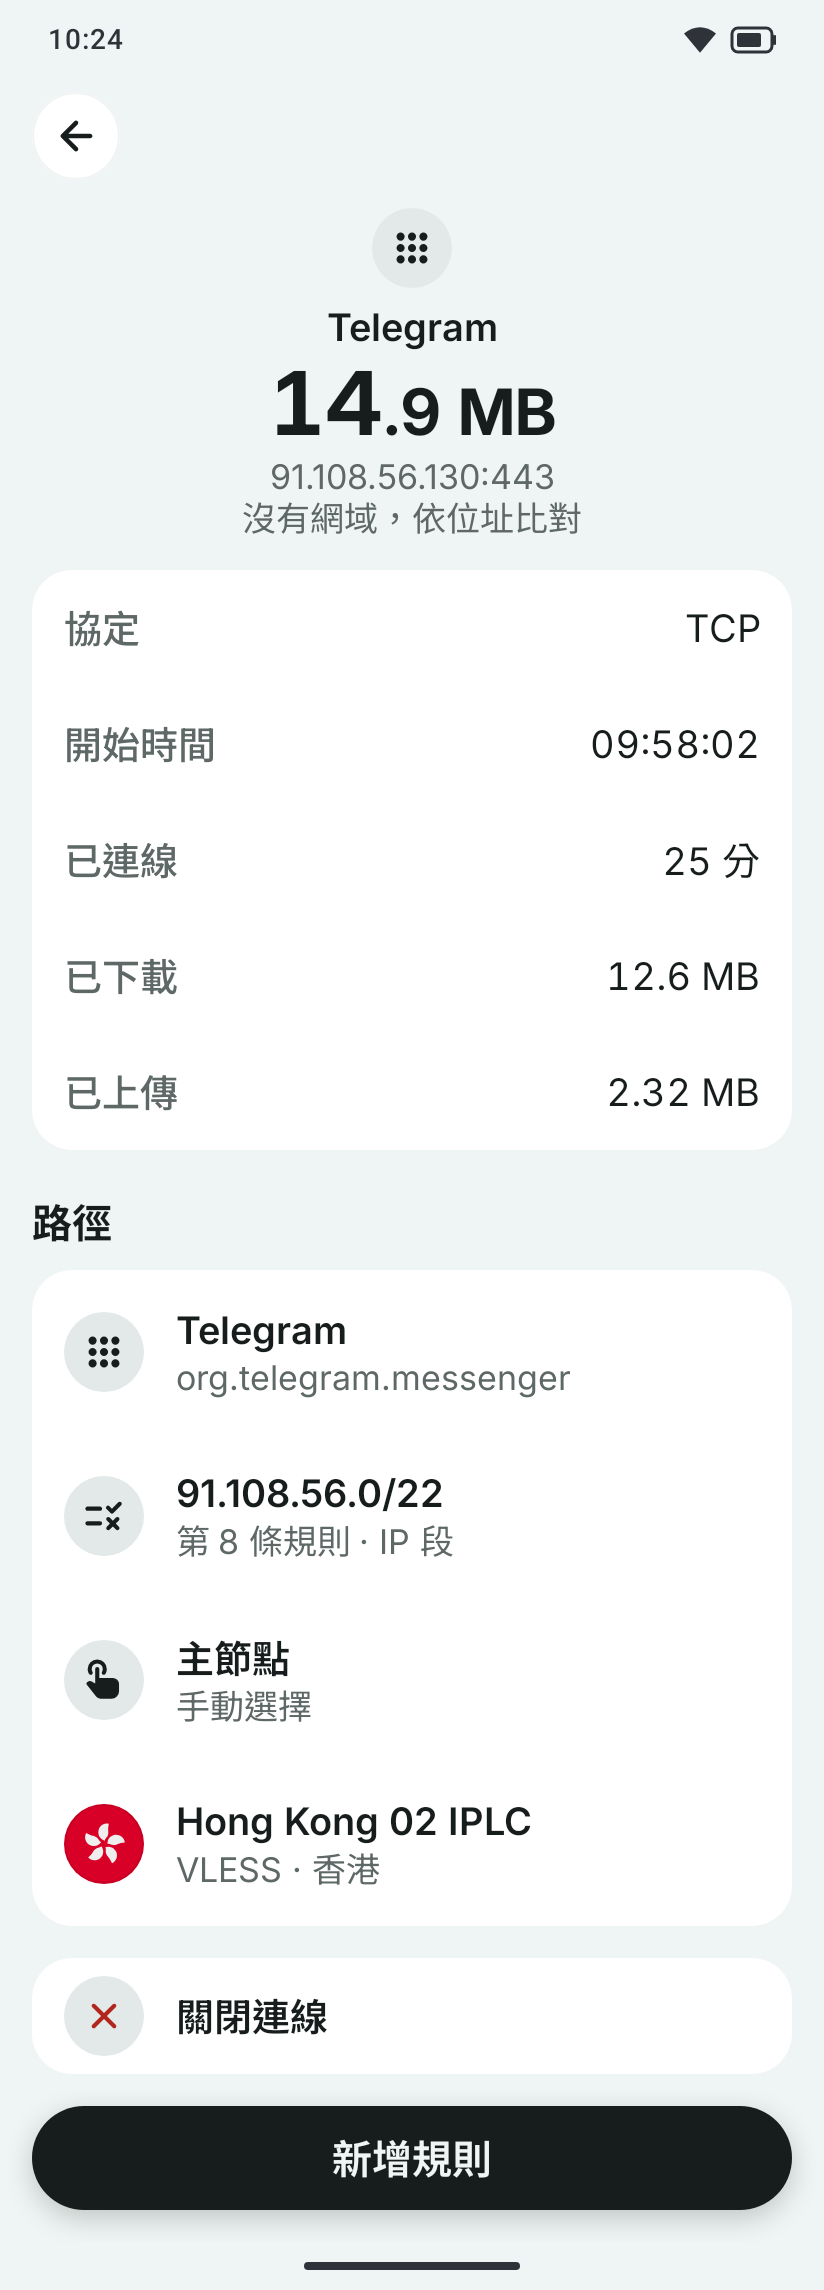 10:24
Telegram
14.9 MB
91.108.56.130:443
沒有網域，依位址比對
協定 TCP
開始時間 09:58:02
已連線 25 分
已下載 12.6 MB
已上傳 2.32 MB
路徑
Telegram
org.telegram.messenger
91.108.56.0/22
第 8 條規則 · IP 段
主節點
手動選擇
Hong Kong 02 IPLC
VLESS · 香港
關閉連線
新增規則